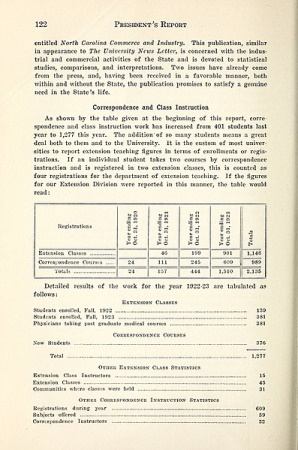 122 PRESIDENT'S REPORT
entitled North Carolina Commerce and Industry. This publication, similar
in appearance to The University News Letter, is concerned with the indus-
trial and commercial activities of the State and is devoted to statistical
studies, comparisons, and interpretations. Two issues have already come
from the press, and, having been received in a favorable manner, both
within and without the State, the publication promises to satisfy a genuine
need in the State's life.
Correspondence and Class Instruction
As shown by the table given at the beginning of this report, corre-
spondence and class instruction work has increased from 401 students last
year to 1,277 this year. The addition of so many students means a great
deal both to them and to the University. It is the custom of most univer-
sities to report extension teaching figures in terms of enrollments or regis-
trations. If an individual student takes two courses by correspondence
instruction and is registered in two extension classes, this is counted as
four registrations for the department of extension teaching. If the figures
for our Extension Division were reported in this manner, the table would
read:
Registrations
Year ending Oct. 31, 1920
Year ending Oct. 31, 1921
Year ending Oct. 31, 1922
Year ending Oct. 31, 1923
Totals
Extension Classes 46 199 901 1,146
Correspondence Courses 24 111 245 609 989
Totals 24 157 444 1,510 2,135
Detailed results of the work for the year 1922-23 are tabulated as
follows:
EXTENSION CLASSES
Students enrolled, Fall, 1922 139
Students enrolled, Fall, 1923 381
Physicians taking post graduate medical courses 381
CORRESPONDENCE COURSES
New Students 376
Total 1,277
OTHER EXTENSION CLASS STATISTICS
Extension Class Instructors 15
Extension Classes 43
Communities where classes were held 31
OTHER CORRESPONDENCE INSTRUCTION STATISTICS
Registrations during year 609
Subjects offered 59
Correspondence Instructors 32